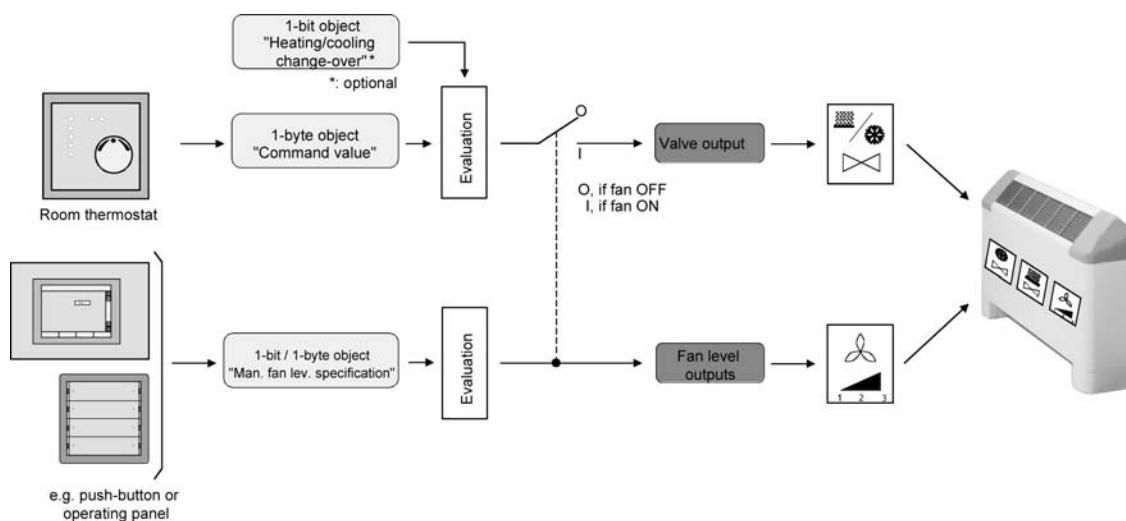 1-bit object
"Heating/cooling
change-over"*
*: optional
1-byte object
"Command value"
Evaluation
O
I
O, if fan OFF
I, if fan ON
Valve output
Room thermostat
1-bit / 1-byte object
"Man. fan lev. specification"
Evaluation
Fan level
outputs
1 2 3
e.g. push-button or
operating panel